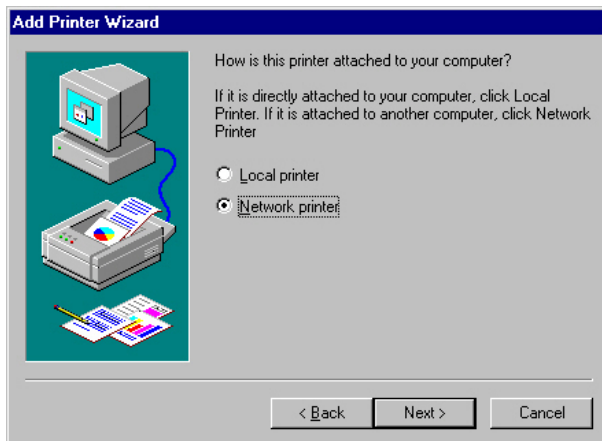 Add Printer Wizard
How is this printer attached to your computer?
If it is directly attached to your computer, click Local
Printer. If it is attached to another computer, click Network
Printer
Local printer
Network printer
< Back
Next >
Cancel